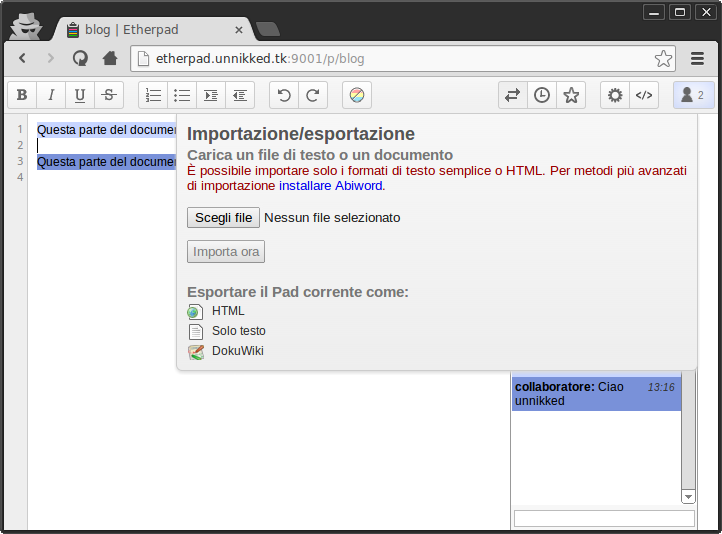 blog | Etherpad
etherpad.unnikked.tk:9001/p/blog
B I U S </> 2
1 Questa parte del documen
2
3 Questa parte del documen
4
Importazione/esportazione
Carica un file di testo o un documento
È possibile importare solo i formati di testo semplice o HTML. Per metodi più avanzati
di importazione installare Abiword.
Scegli file Nessun file selezionato
Importa ora
Esportare il Pad corrente come:
HTML
Solo testo
DokuWiki
collaboratore: Ciao 13:16
unnikked